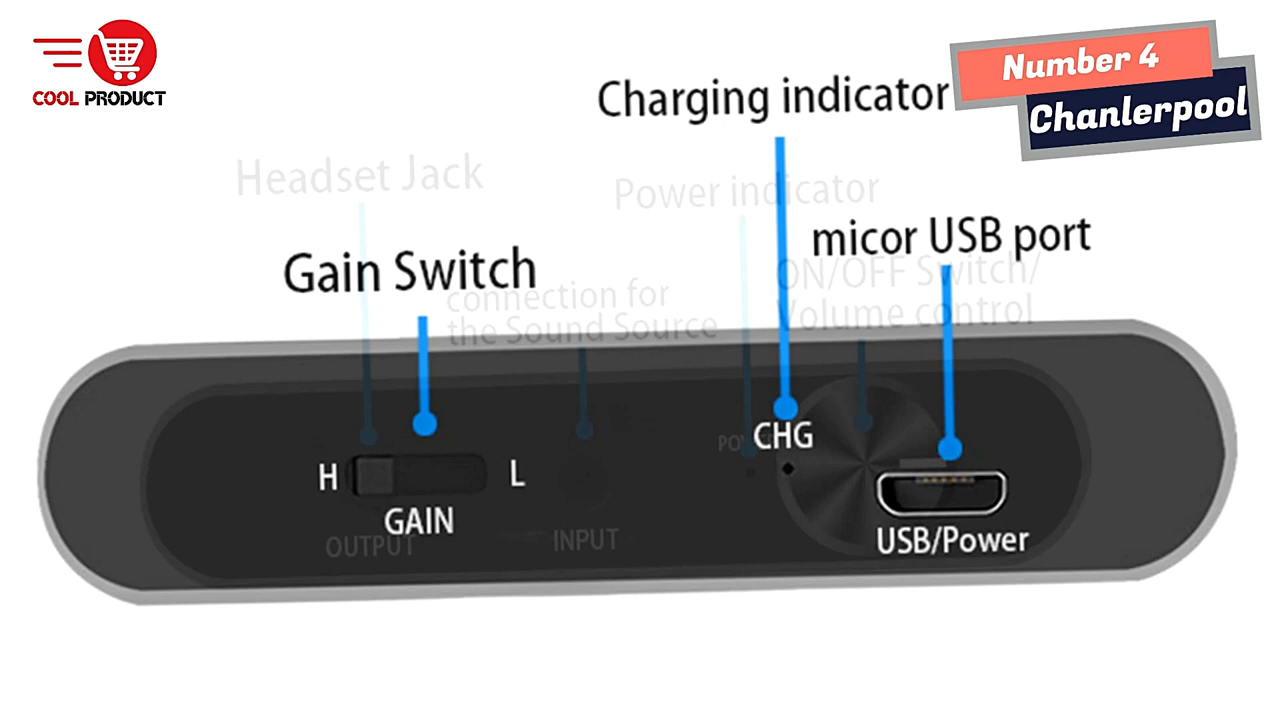 COOL PRODUCT
Number 4
Chanlerpool
Charging indicator
Headset Jack
Power indicator
micor USB port
Gain Switch
ON/OFF Switch/
Volume control
connection for
the Sound Source
CHG
H
L
GAIN
OUTPUT
INPUT
USB/Power